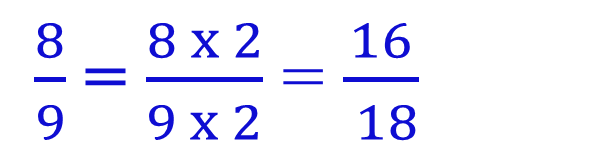 8/9 = 8 x 2/9 x 2 = 16/18